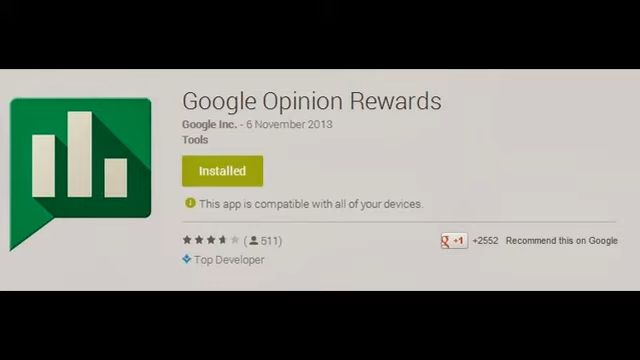 Google Opinion Rewards
Google Inc. - 6 November 2013
Tools
Installed
This app is compatible with all of your devices.
(511)
g +1 +2552 Recommend this on Google
Top Developer